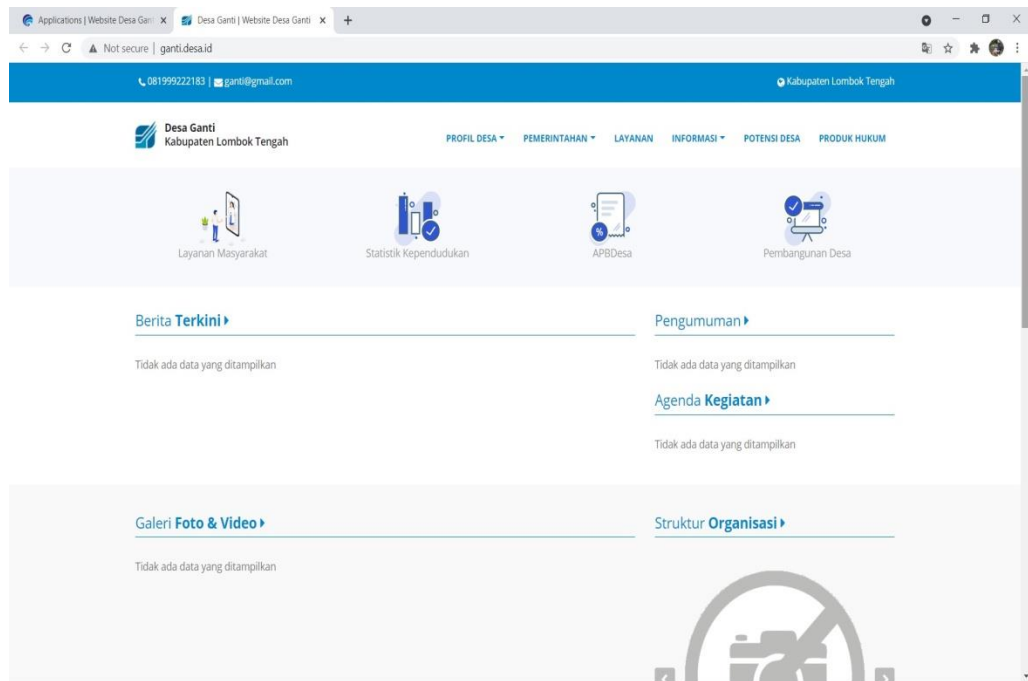 Applications | Website Desa Gan
Desa Ganti | Website Desa Ganti
Not secure | ganti.desa.id
081999222183 | ganti@gmail.com
Kabupaten Lombok Tengah
Desa Ganti
Kabupaten Lombok Tengah
PROFIL DESA PEMERINTAHAN LAYANAN INFORMASI POTENSI DESA PRODUK HUKUM
Layanan Masyarakat
Statistik Kependudukan
%
APBDesa
Pembangunan Desa
Berita Terkini
Tidak ada data yang ditampilkan
Pengumuman
Tidak ada data yang ditampilkan
Agenda Kegiatan
Tidak ada data yang ditampilkan
Galeri Foto & Video
Tidak ada data yang ditampilkan
Struktur Organisasi